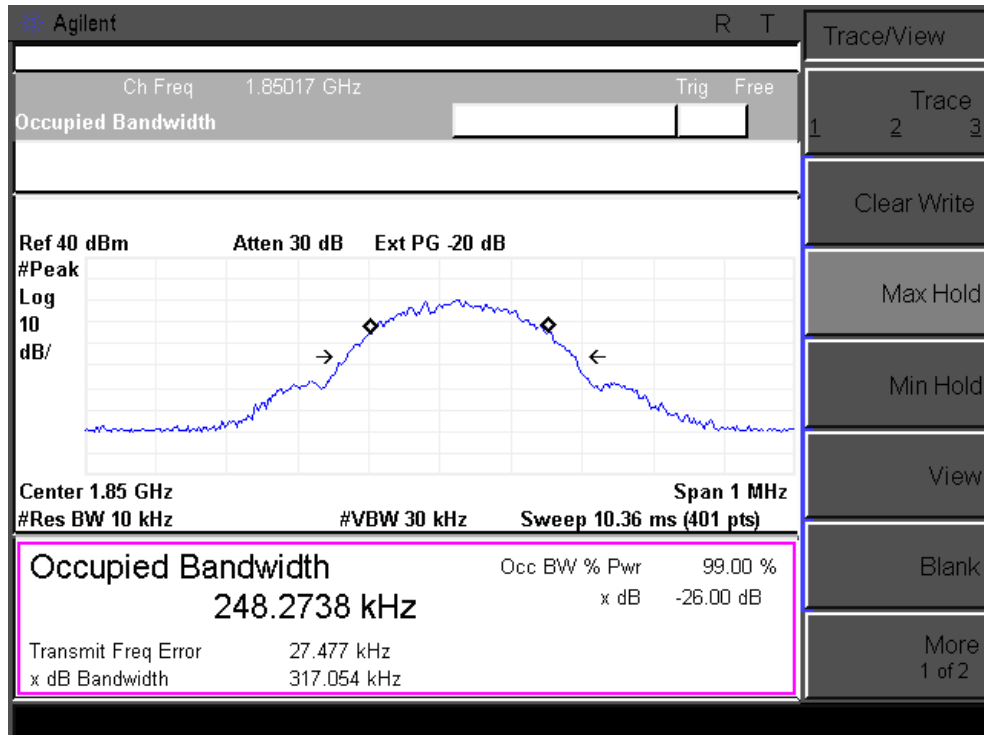 Agilent R T
Trace/View
Ch Freq 1.85017 GHz Trig Free
Occupied Bandwidth
Trace
1 2 3
Clear Write
Ref 40 dBm Atten 30 dB Ext PG -20 dB
#Peak
Log
10
dB/
Max Hold
Min Hold
View
Center 1.85 GHz Span 1 MHz
#Res BW 10 kHz #VBW 30 kHz Sweep 10.36 ms (401 pts)
Occupied Bandwidth Occ BW % Pwr 99.00 %
248.2738 kHz x dB -26.00 dB
Blank
Transmit Freq Error 27.477 kHz
x dB Bandwidth 317.054 kHz
More
1 of 2